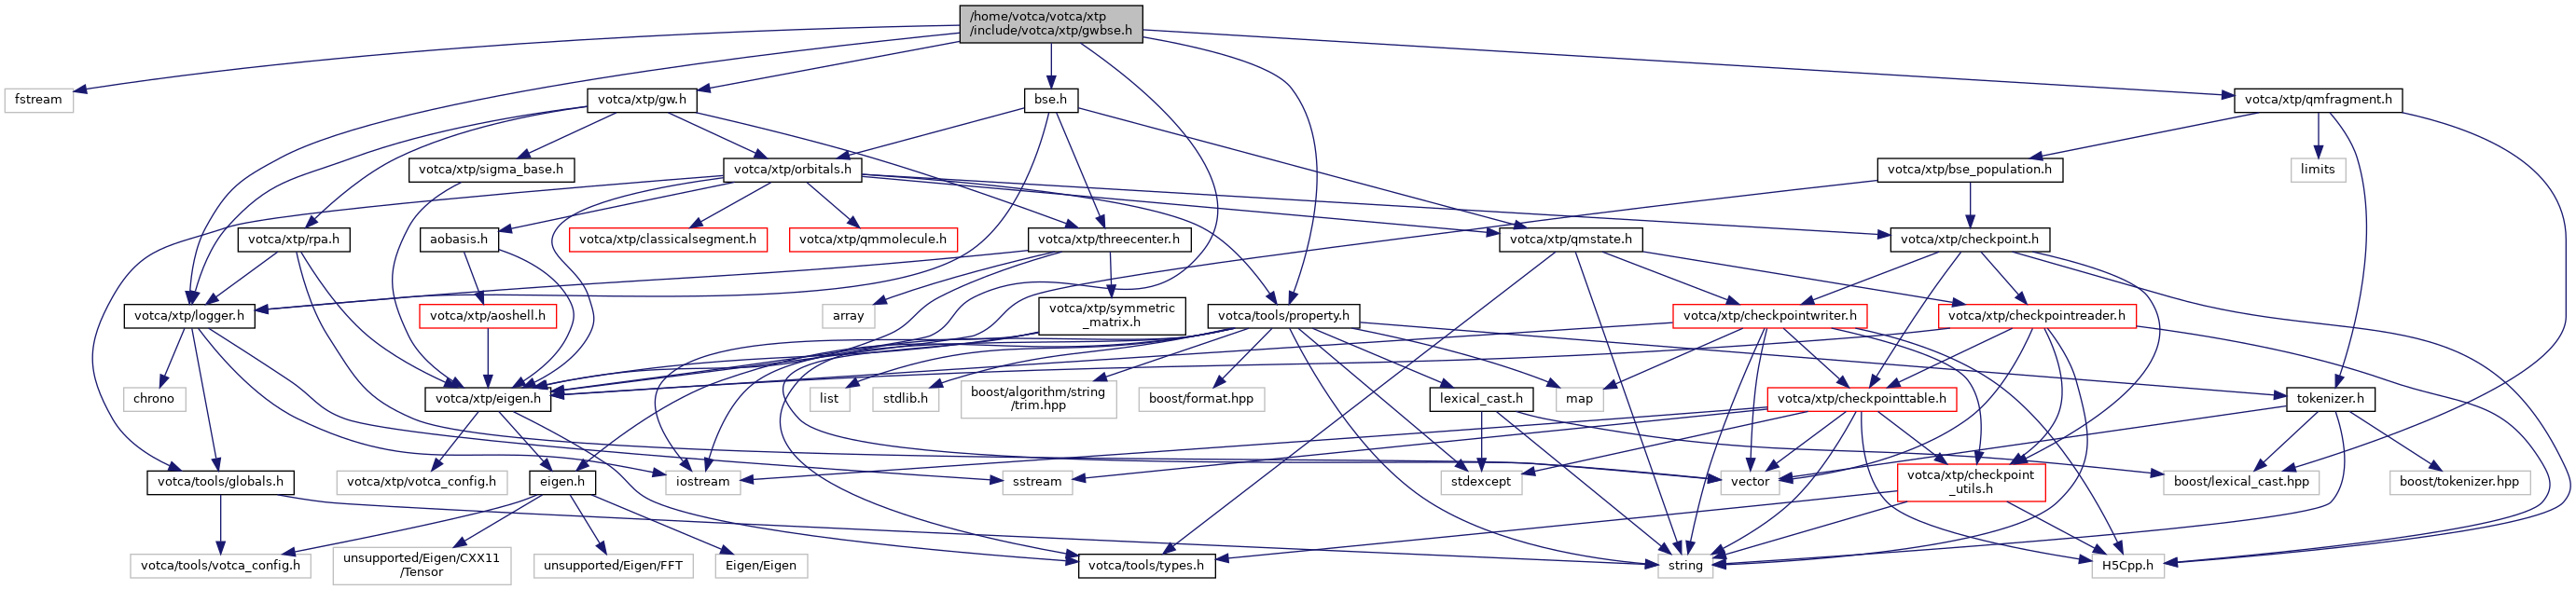 /home/votca/votca/xtp
/include/votca/xtp/gwbse.h
fstream
votca/xtp/gw.h
bse.h
votca/xtp/qmfragment.h
votca/xtp/sigma_base.h
votca/xtp/orbitals.h
votca/xtp/bse_population.h
limits
votca/xtp/rpa.h
aobasis.h
votca/xtp/classicalsegment.h
votca/xtp/qmmolecule.h
votca/xtp/threecenter.h
votca/xtp/qmstate.h
votca/xtp/checkpoint.h
votca/xtp/logger.h
votca/xtp/aoshell.h
array
votca/xtp/symmetric
_matrix.h
votca/tools/property.h
votca/xtp/checkpointwriter.h
votca/xtp/checkpointreader.h
chrono
votca/xtp/eigen.h
list
stdlib.h
boost/algorithm/string
/trim.hpp
boost/format.hpp
lexical_cast.h
map
votca/xtp/checkpointtable.h
tokenizer.h
votca/tools/globals.h
votca/xtp/votca_config.h
eigen.h
iostream
sstream
stdexcept
vector
votca/xtp/checkpoint
_utils.h
boost/lexical_cast.hpp
boost/tokenizer.hpp
votca/tools/votca_config.h
unsupported/Eigen/CXX11
/Tensor
unsupported/Eigen/FFT
Eigen/Eigen
votca/tools/types.h
string
H5Cpp.h